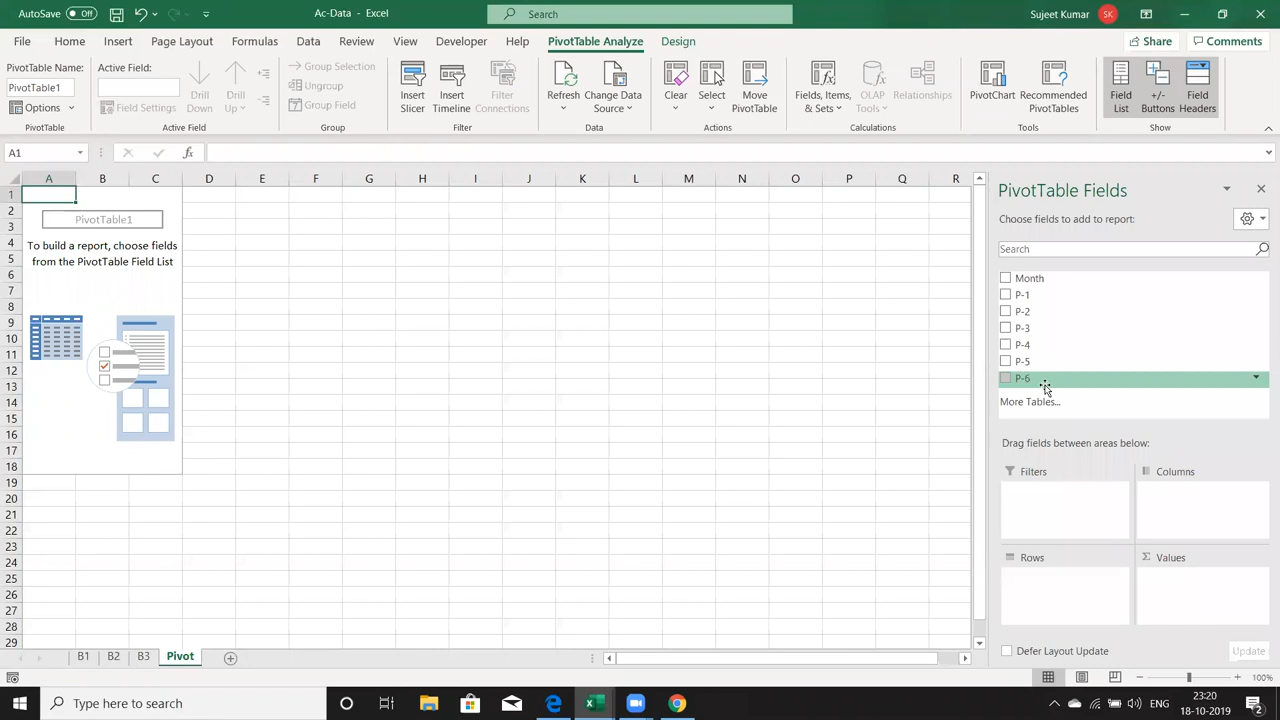 AutoSave Off Ac-Data - Excel Search Sujeet Kumar SK
File Home Insert Page Layout Formulas Data Review View Developer Help PivotTable Analyze Design Share Comments
PivotTable Name: Active Field:
PivotTable1
Options Field Settings
Drill Down Drill Up
Group Selection
Ungroup
Group Field
Insert Slicer Insert Timeline Filter Connections
Refresh Change Data Source
Clear Select Move PivotTable
Fields, Items, & Sets OLAP Tools Relationships
PivotChart Recommended PivotTables
Field List +/- Buttons Field Headers
PivotTable Active Field Group Filter Data Actions Calculations Tools Show
A1 fx
A B C D E F G H I J K L M N O P Q R
1
2
3
4
5
6
7
8
9
10
11
12
13
14
15
16
17
18
19
20
21
22
23
24
25
26
27
28
29
PivotTable1
To build a report, choose fields
from the PivotTable Field List
PivotTable Fields
Choose fields to add to report:
Search
Month
P-1
P-2
P-3
P-4
P-5
P-6
More Tables...
Drag fields between areas below:
Filters Columns
Rows Σ Values
Defer Layout Update Update
B1 B2 B3 Pivot
100%
Type here to search
ENG 23:20
18-10-2019
2